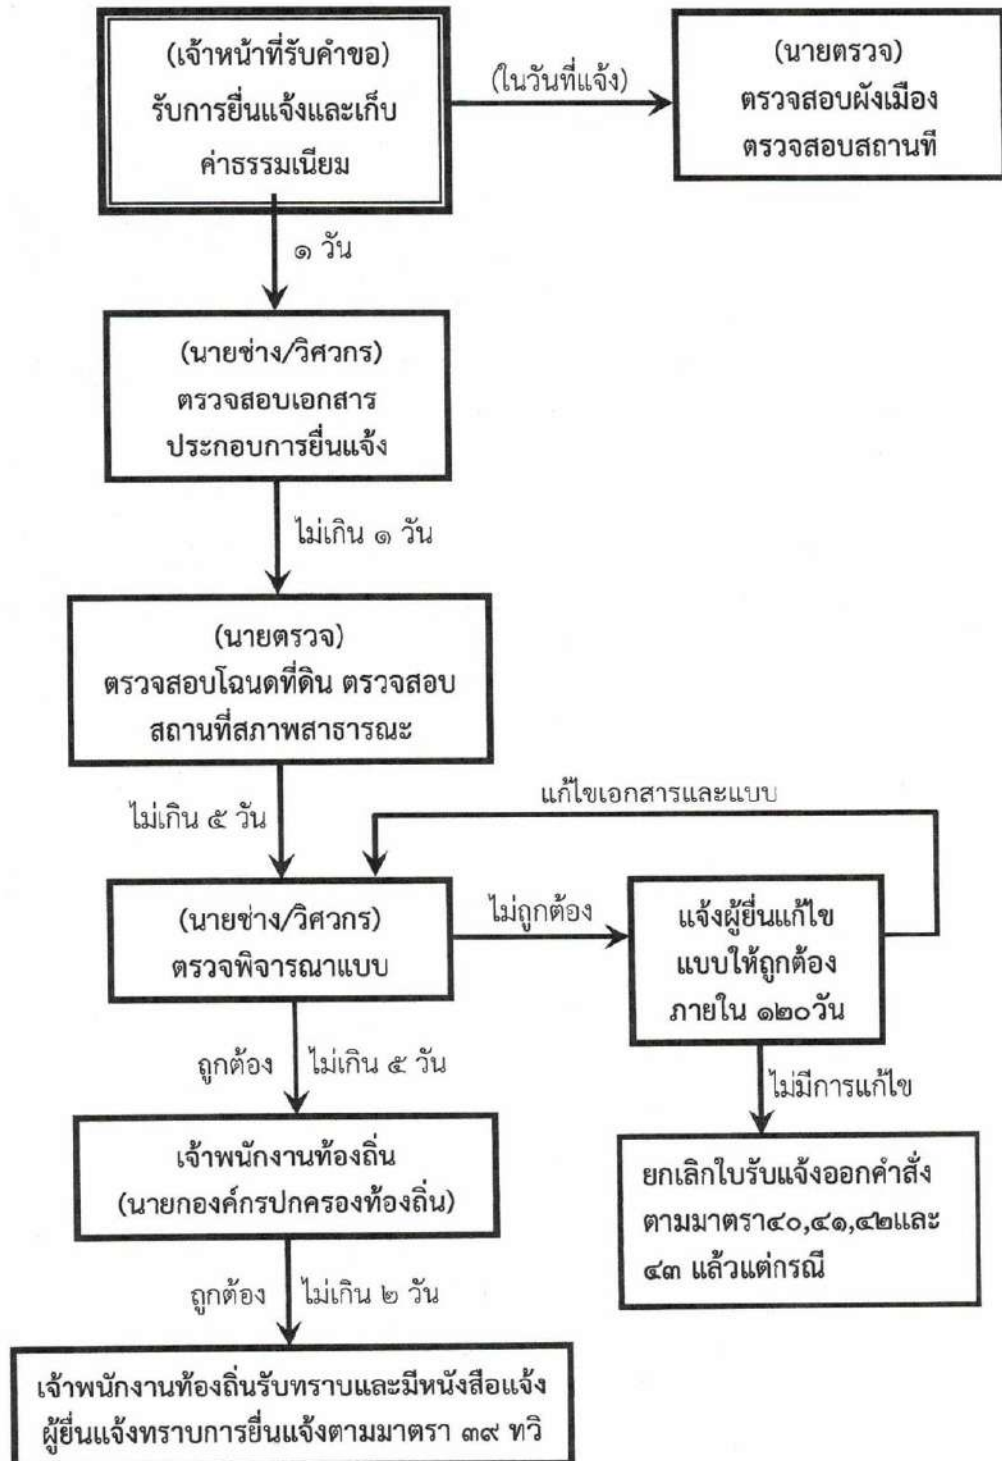 (เจ้าหน้าที่รับคำขอ)
รับการยื่นแจ้งและเก็บ
ค่าธรรมเนียม
(ในวันที่แจ้ง)
(นายตรวจ)
ตรวจสอบผังเมือง
ตรวจสอบสถานที่
๑ วัน
(นายช่าง/วิศวกร)
ตรวจสอบเอกสาร
ประกอบการยื่นแจ้ง
ไม่เกิน ๑ วัน
(นายตรวจ)
ตรวจสอบโฉนดที่ดิน ตรวจสอบ
สถานที่สภาพสาธารณะ
ไม่เกิน ๕ วัน
แก้ไขเอกสารและแบบ
(นายช่าง/วิศวกร)
ตรวจพิจารณาแบบ
ไม่ถูกต้อง
แจ้งผู้ยื่นแก้ไข
แบบให้ถูกต้อง
ภายใน ๑๒๐วัน
ถูกต้อง ไม่เกิน ๕ วัน
ไม่มีการแก้ไข
เจ้าพนักงานท้องถิ่น
(นายกองค์กรปกครองท้องถิ่น)
ยกเลิกใบรับแจ้งออกคำสั่ง
ตามมาตรา๔๐,๔๑,๔๒และ
๔๓ แล้วแต่กรณี
ถูกต้อง ไม่เกิน ๒ วัน
เจ้าพนักงานท้องถิ่นรับทราบและมีหนังสือแจ้ง
ผู้ยื่นแจ้งทราบการยื่นแจ้งตามมาตรา ๓๙ ทวิ